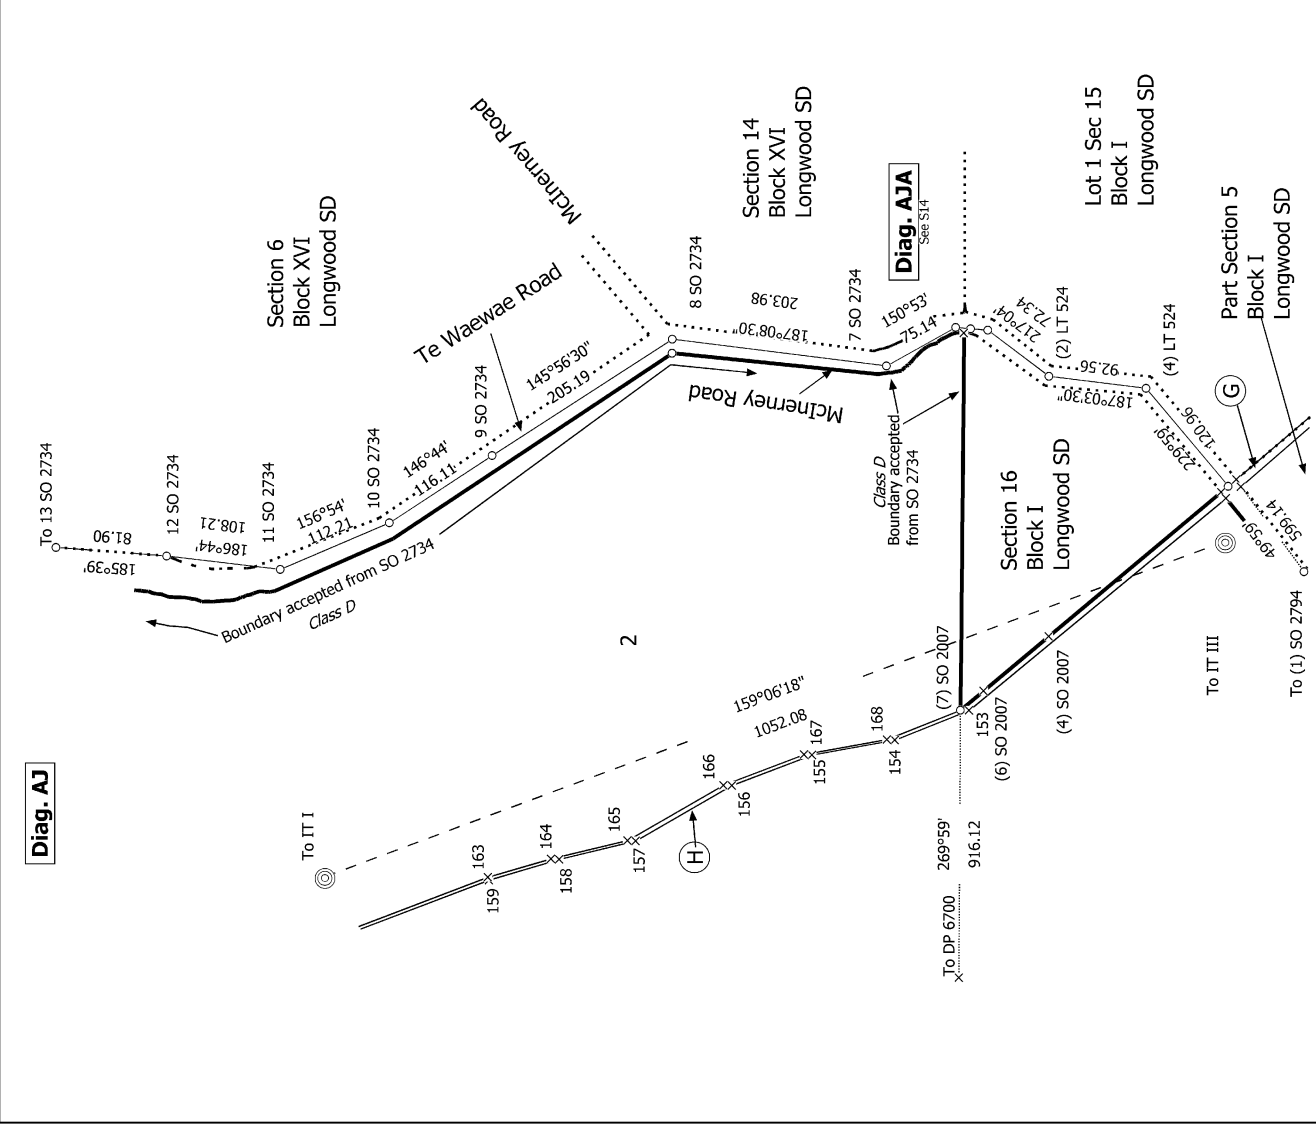 Diag. AJ
To 13 SO 2734
81.90
185°39'
12 SO 2734
108.21
186°44'
11 SO 2734
156°54'
112.21
10 SO 2734
146°44'
116.11
9 SO 2734
145°56'30"
205.19
8 SO 2734
203.98
187°08'30"
7 SO 2734
150°53'
75.14
217°04'
72.34
(2) LT 524
92.56
187°03'30"
(4) LT 524
120.96
229°59'
49°59'
599.14
To (1) SO 2794
Section 6
Block XVI
Longwood SD
McInerney Road
Te Waewae Road
Section 14
Block XVI
Longwood SD
McInerney Road
Diag. AJA
See S14
Lot 1 Sec 15
Block I
Longwood SD
Part Section 5
Block I
Longwood SD
G
Boundary accepted from SO 2734
Class D
Class D
Boundary accepted
from SO 2734
Section 16
Block I
Longwood SD
2
159°06'18"
1052.08
To IT I
To IT III
(7) SO 2007
153
(6) SO 2007
(4) SO 2007
168
154
167
155
166
156
165
157
164
158
163
159
H
269°59'
916.12
To DP 6700